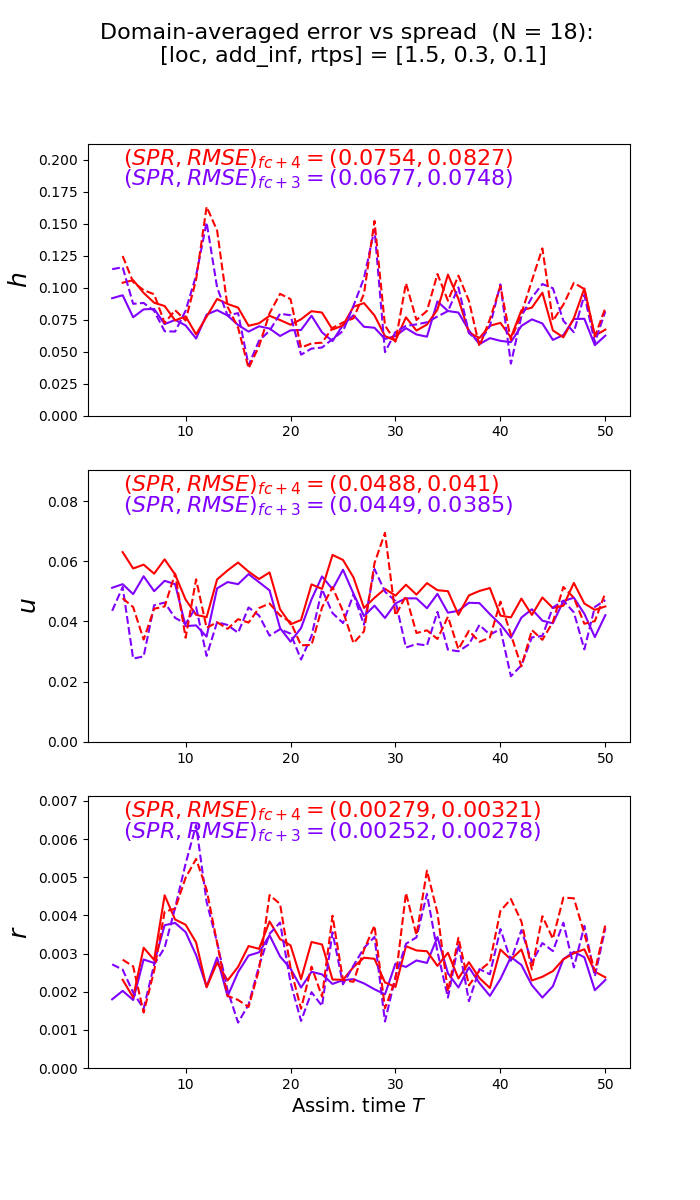 Domain-averaged error vs spread (N = 18):
[loc, add_inf, rtps] = [1.5, 0.3, 0.1]
(SPR, RMSE)fc+4 = (0.0754, 0.0827)
(SPR, RMSE)fc+3 = (0.0677, 0.0748)
0.200
0.175
0.150
0.125
0.100
0.075
0.050
0.025
0.000
h
10 20 30 40 50
(SPR, RMSE)fc+4 = (0.0488, 0.041)
(SPR, RMSE)fc+3 = (0.0449, 0.0385)
0.08
0.06
0.04
0.02
0.00
u
10 20 30 40 50
(SPR, RMSE)fc+4 = (0.00279, 0.00321)
(SPR, RMSE)fc+3 = (0.00252, 0.00278)
0.007
0.006
0.005
0.004
0.003
0.002
0.001
0.000
r
10 20 30 40 50
Assim. time T